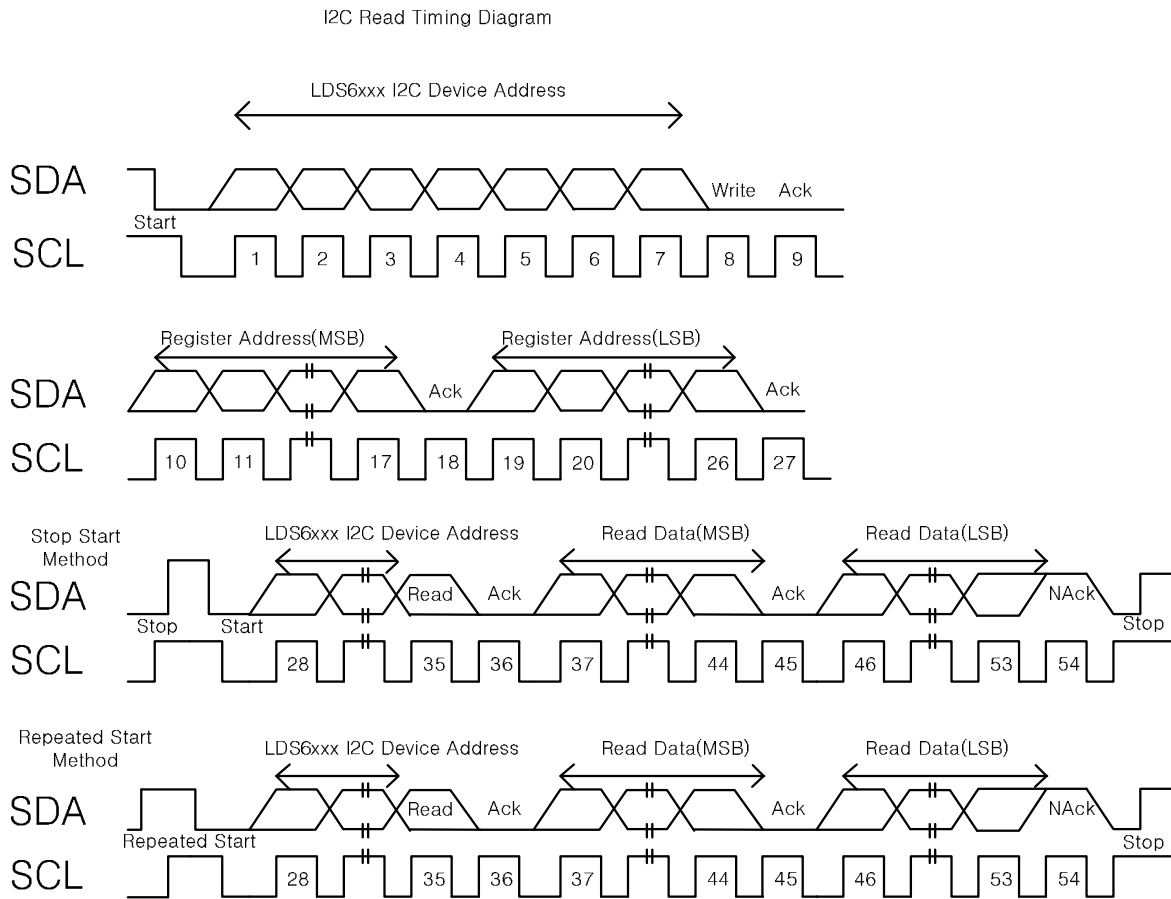 I2C Read Timing Diagram
LDS6xxx I2C Device Address
SDA
Write Ack
Start
SCL
1 2 3 4 5 6 7 8 9
Register Address(MSB) Register Address(LSB)
SDA
Ack Ack
SCL
10 11 17 18 19 20 26 27
Stop Start
Method
LDS6xxx I2C Device Address Read Data(MSB) Read Data(LSB)
SDA
Read Ack Ack NAck
Stop Start Stop
SCL
28 35 36 37 44 45 46 53 54
Repeated Start
Method
LDS6xxx I2C Device Address Read Data(MSB) Read Data(LSB)
SDA
Read Ack Ack NAck
Repeated Start Stop
SCL
28 35 36 37 44 45 46 53 54